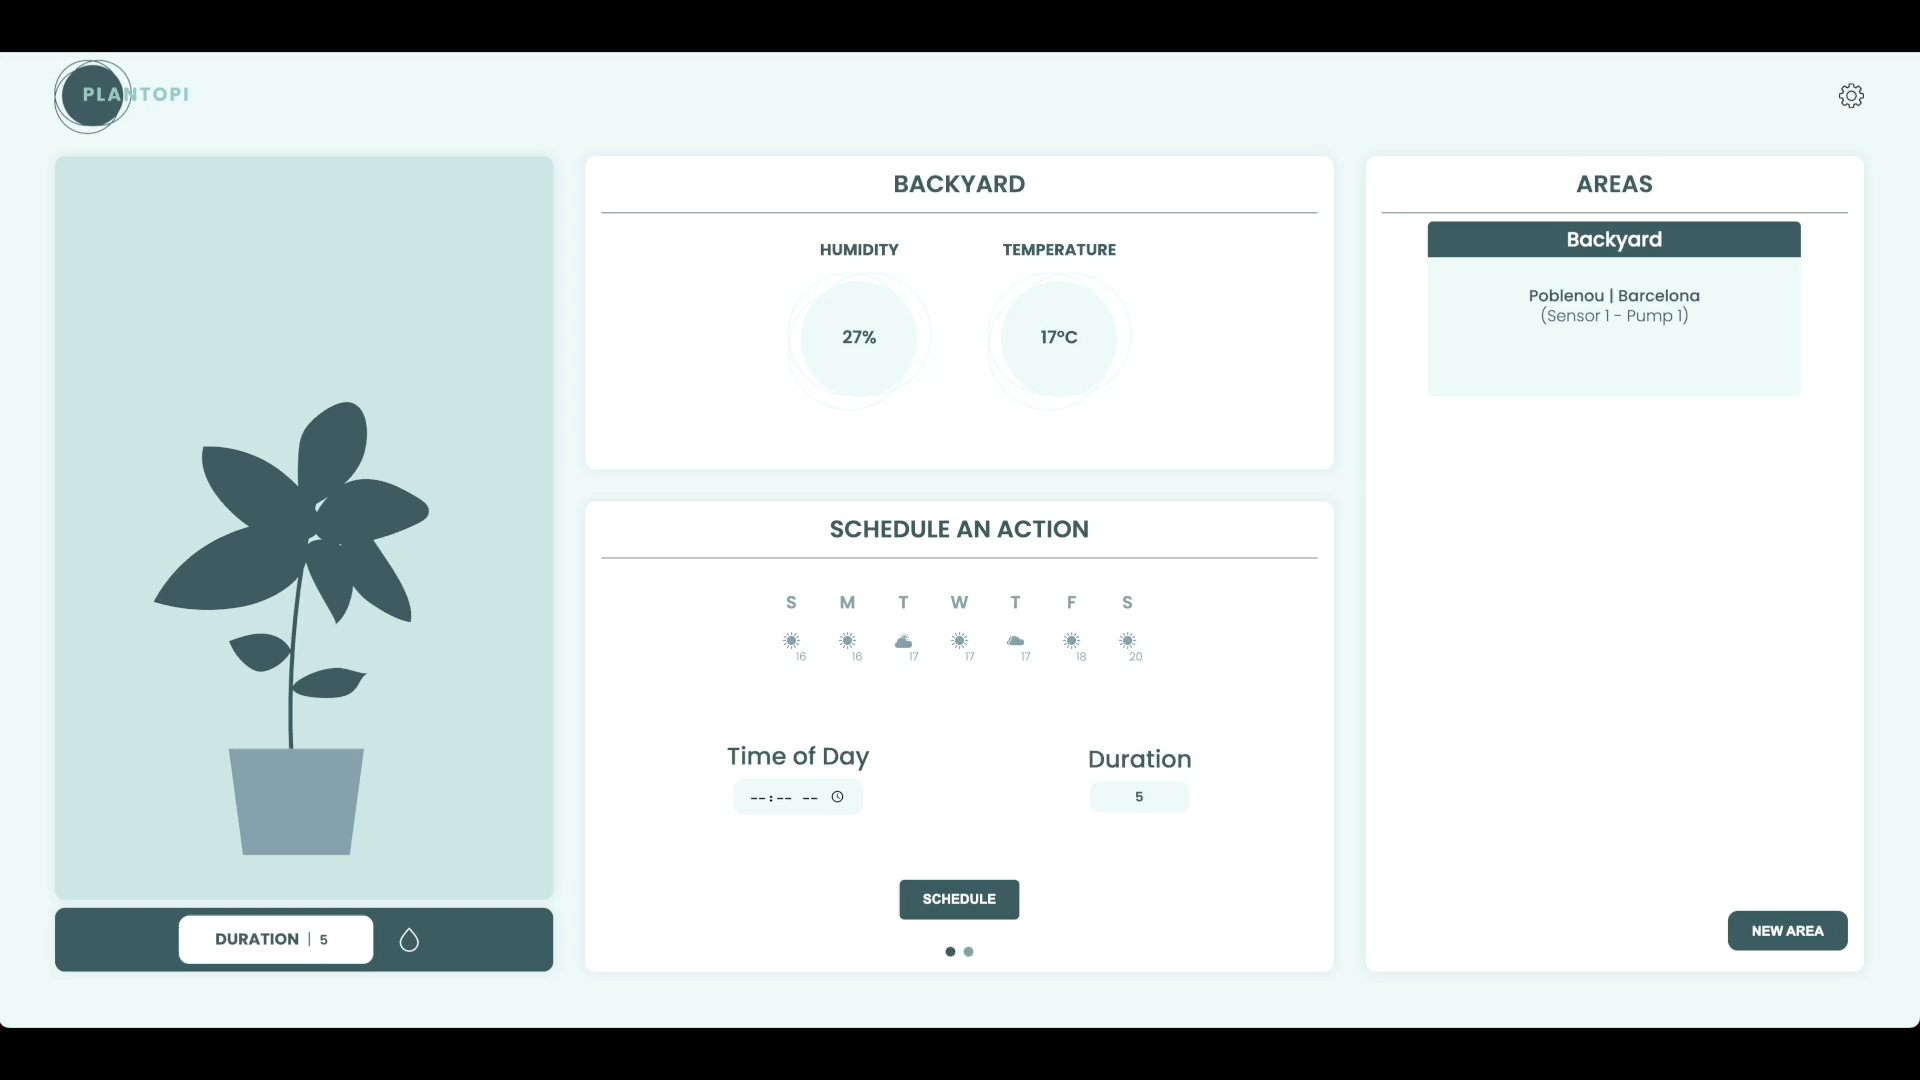 PLANTOPI
BACKYARD
HUMIDITY
27%
TEMPERATURE
17°C
SCHEDULE AN ACTION
S M T W T F S
16 16 17 17 17 18 20
Time of Day
--:-- --
Duration
5
SCHEDULE
DURATION | 5
AREAS
Backyard
Poblenou | Barcelona
(Sensor 1 - Pump 1)
NEW AREA